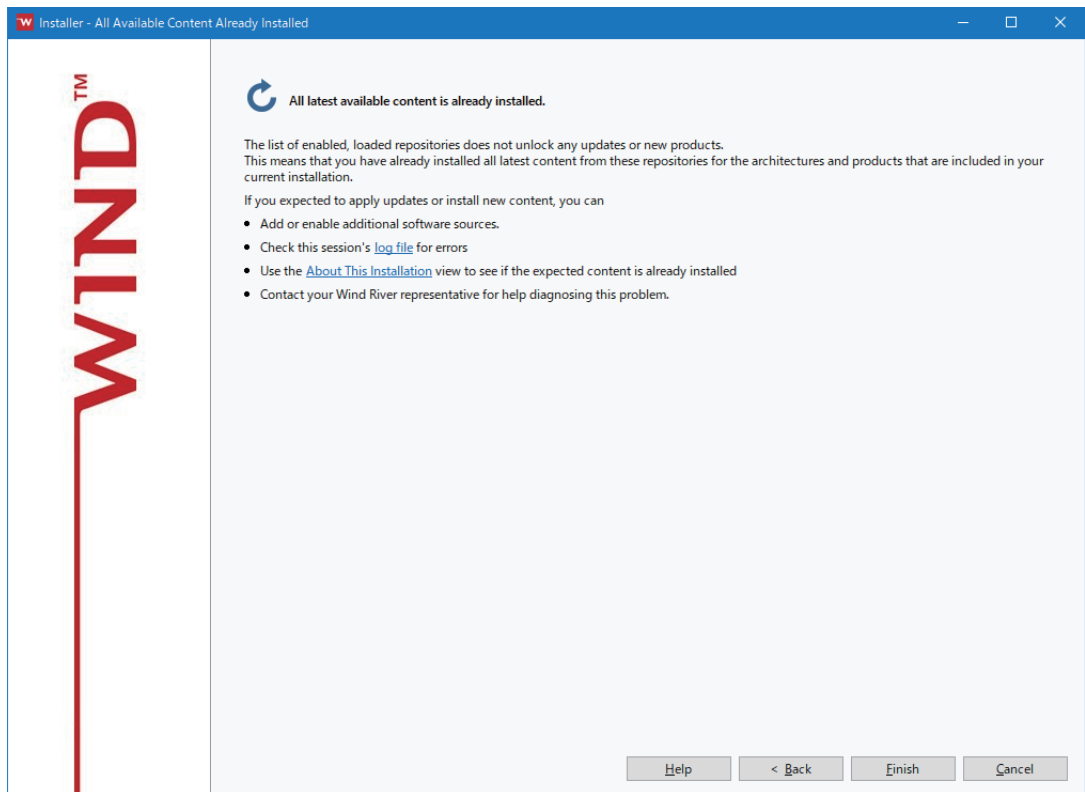 W Installer - All Available Content Already Installed
WIND™
All latest available content is already installed.
The list of enabled, loaded repositories does not unlock any updates or new products.
This means that you have already installed all latest content from these repositories for the architectures and products that are included in your
current installation.
If you expected to apply updates or install new content, you can
• Add or enable additional software sources.
• Check this session's log file for errors
• Use the About This Installation view to see if the expected content is already installed
• Contact your Wind River representative for help diagnosing this problem.
Help < Back Finish Cancel